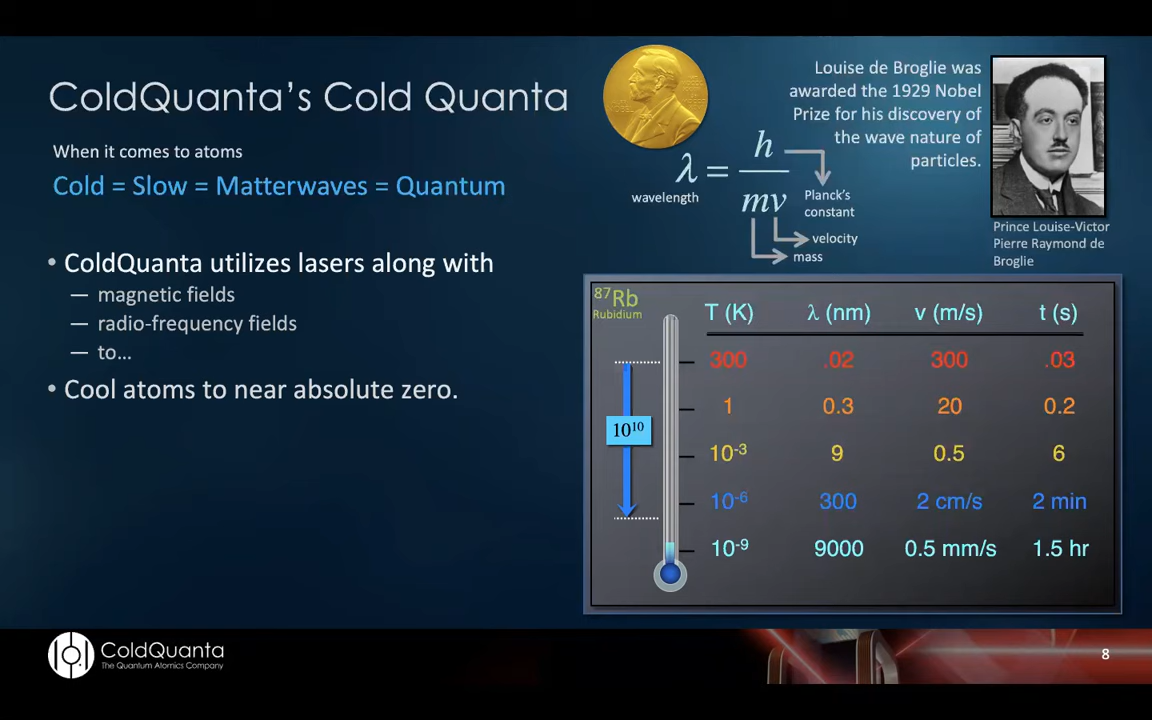 ColdQuanta's Cold Quanta
When it comes to atoms
Cold = Slow = Matterwaves = Quantum
• ColdQuanta utilizes lasers along with
— magnetic fields
— radio-frequency fields
— to...
• Cool atoms to near absolute zero.
Louise de Broglie was
awarded the 1929 Nobel
Prize for his discovery of
the wave nature of
particles.
λ = h / mv
wavelength
Planck's
constant
velocity
mass
Prince Louise-Victor
Pierre Raymond de
Broglie
⁸⁷Rb
Rubidium
T (K) λ (nm) v (m/s) t (s)
300 .02 300 .03
1 0.3 20 0.2
10⁻³ 9 0.5 6
10⁻⁶ 300 2 cm/s 2 min
10⁻⁹ 9000 0.5 mm/s 1.5 hr
10¹⁰
ColdQuanta
The Quantum Atomics Company
8